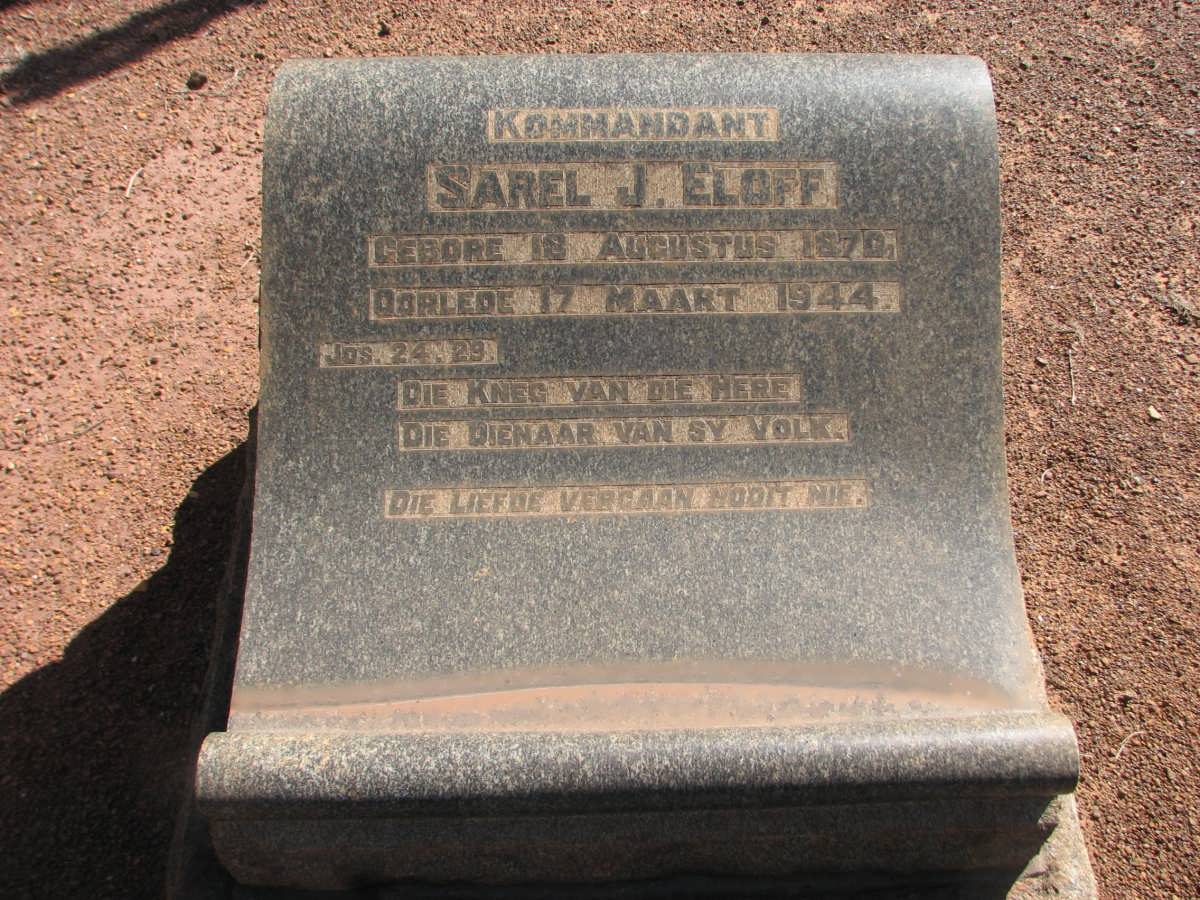 KOMMANDANT
SAREL J. ELOFF
GEBORE 18 AUGUSTUS 1870,
OORLEDE 17 MAART 1944.
JOS. 24:29.
DIE KNEG VAN DIE HERE
DIE DIENAAR VAN SY VOLK.
DIE LIEFDE VERGAAN NOOIT NIE.